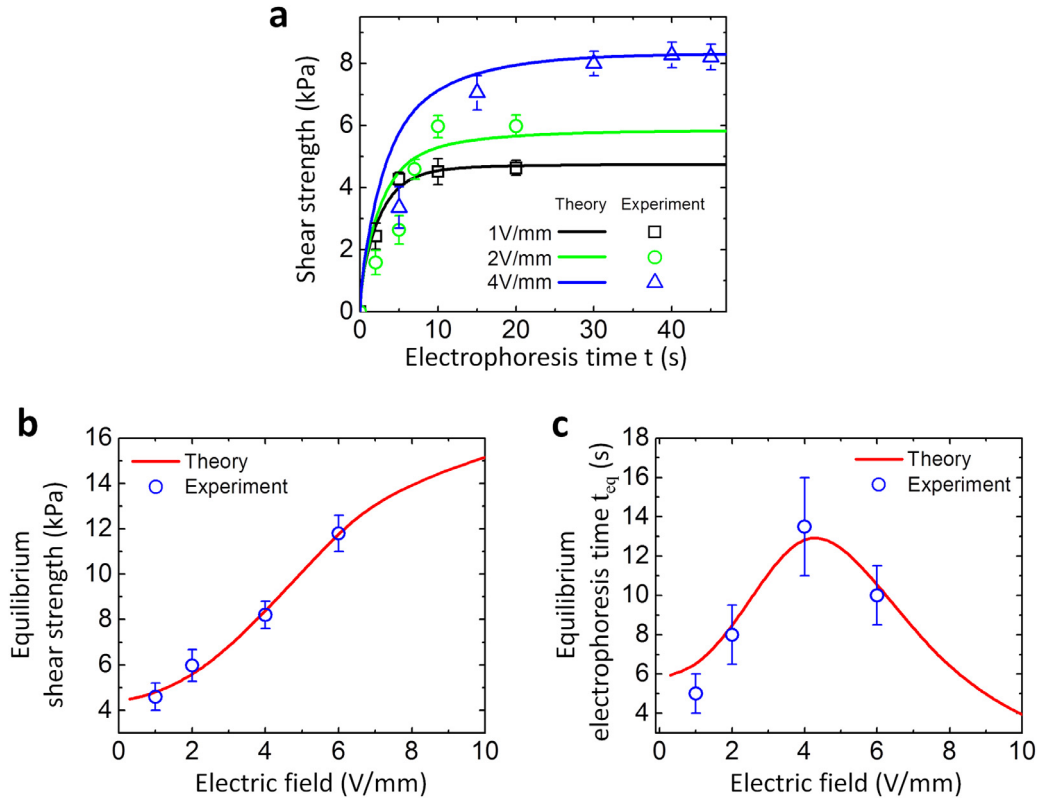 a
Shear strength (kPa)
8
6
4
2
0
Theory Experiment
1V/mm
2V/mm
4V/mm
0 10 20 30 40
Electrophoresis time t (s)
b
Equilibrium
shear strength (kPa)
16
14
12
10
8
6
4
Theory
Experiment
0 2 4 6 8 10
Electric field (V/mm)
c
Equilibrium
electrophoresis time t_eq (s)
18
16
14
12
10
8
6
4
Theory
Experiment
0 2 4 6 8 10
Electric field (V/mm)